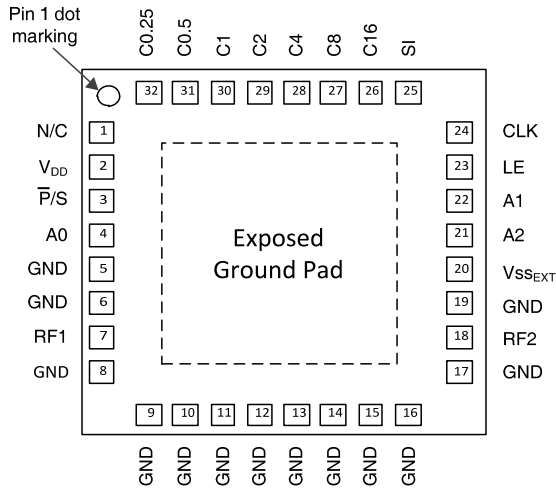 Pin 1 dot
marking
C0.25 C0.5 C1 C2 C4 C8 C16 SI
32 31 30 29 28 27 26 25
N/C 1 24 CLK
VDD 2 23 LE
P̅/S 3 22 A1
A0 4 21 A2
GND 5 20 VssEXT
GND 6 19 GND
RF1 7 18 RF2
GND 8 17 GND
Exposed
Ground Pad
9 10 11 12 13 14 15 16
GND GND GND GND GND GND GND GND